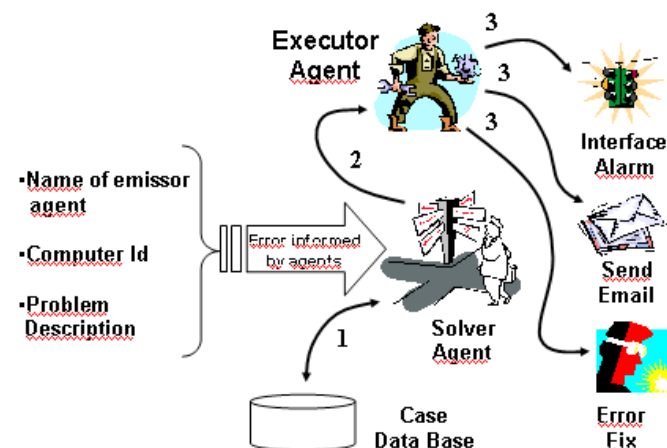 Executor
Agent
3
3
3
Interface
Alarm
2
•Name of emissor
agent
•Computer Id
•Problem
Description
Error informed
by agents
Send
Email
1
Solver
Agent
Case
Data Base
Error
Fix